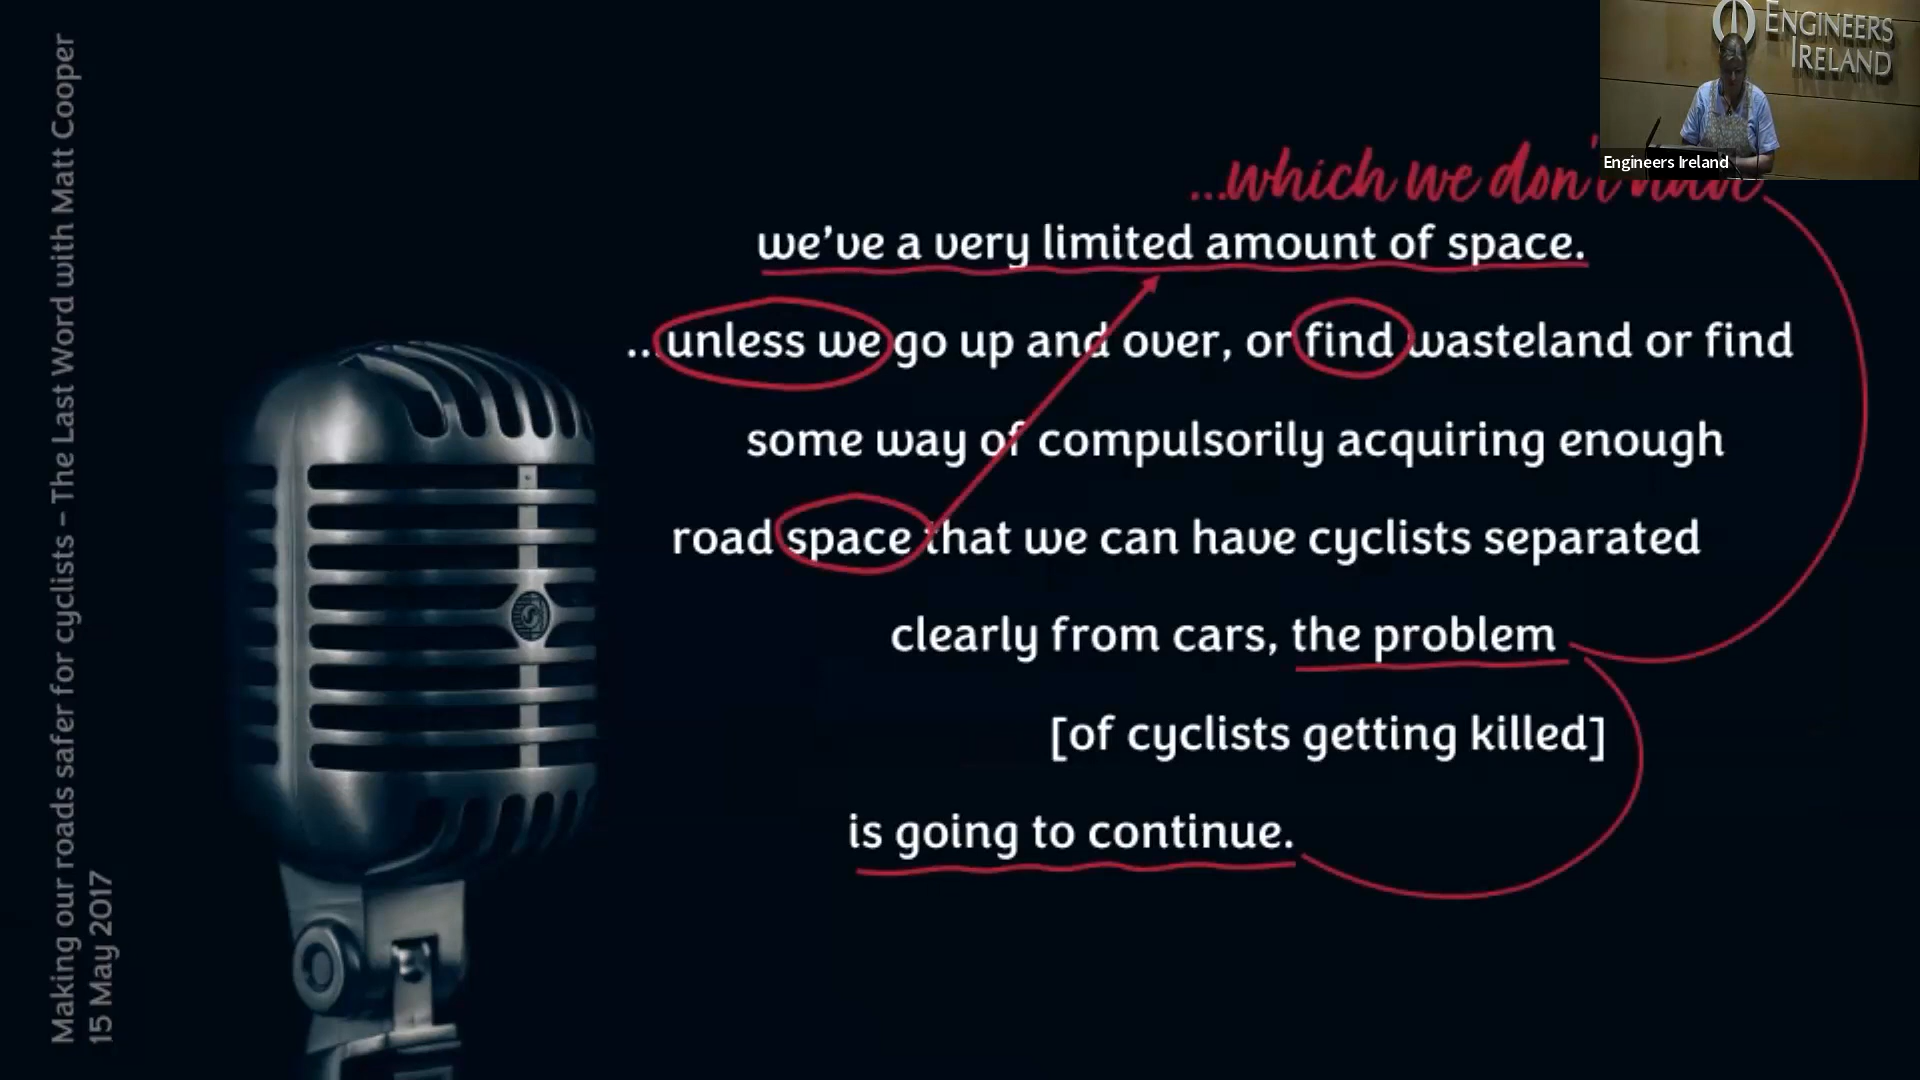 Making our roads safer for cyclists – The Last Word with Matt Cooper
15 May 2017
ENGINEERS
IRELAND
Engineers Ireland
...which we don't have
we've a very limited amount of space.
...unless we go up and over, or find wasteland or find
some way of compulsorily acquiring enough
road space that we can have cyclists separated
clearly from cars, the problem
[of cyclists getting killed]
is going to continue.